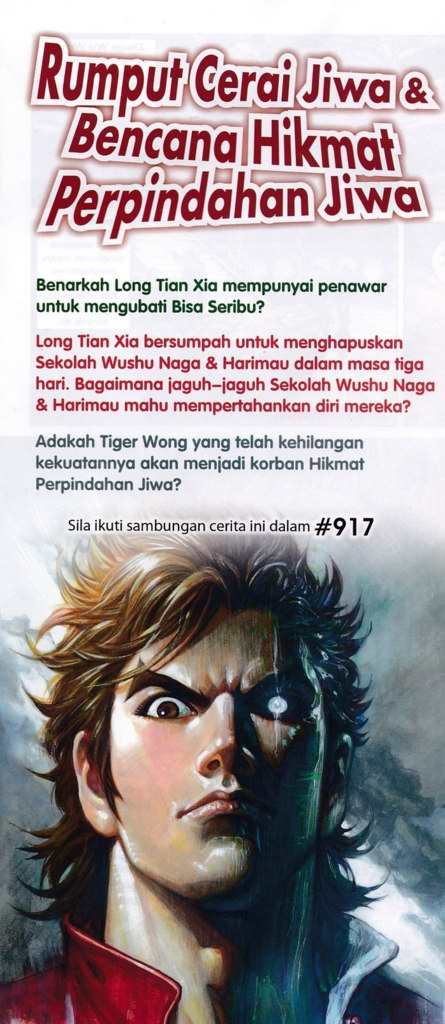 Rumput Cerai Jiwa &
Bencana Hikmat
Perpindahan Jiwa
Benarkah Long Tian Xia mempunyai penawar
untuk mengubati Bisa Seribu?
Long Tian Xia bersumpah untuk menghapuskan
Sekolah Wushu Naga & Harimau dalam masa tiga
hari. Bagaimana jaguh-jaguh Sekolah Wushu Naga
& Harimau mahu mempertahankan diri mereka?
Adakah Tiger Wong yang telah kehilangan
kekuatannya akan menjadi korban Hikmat
Perpindahan Jiwa?
Sila ikuti sambungan cerita ini dalam #917